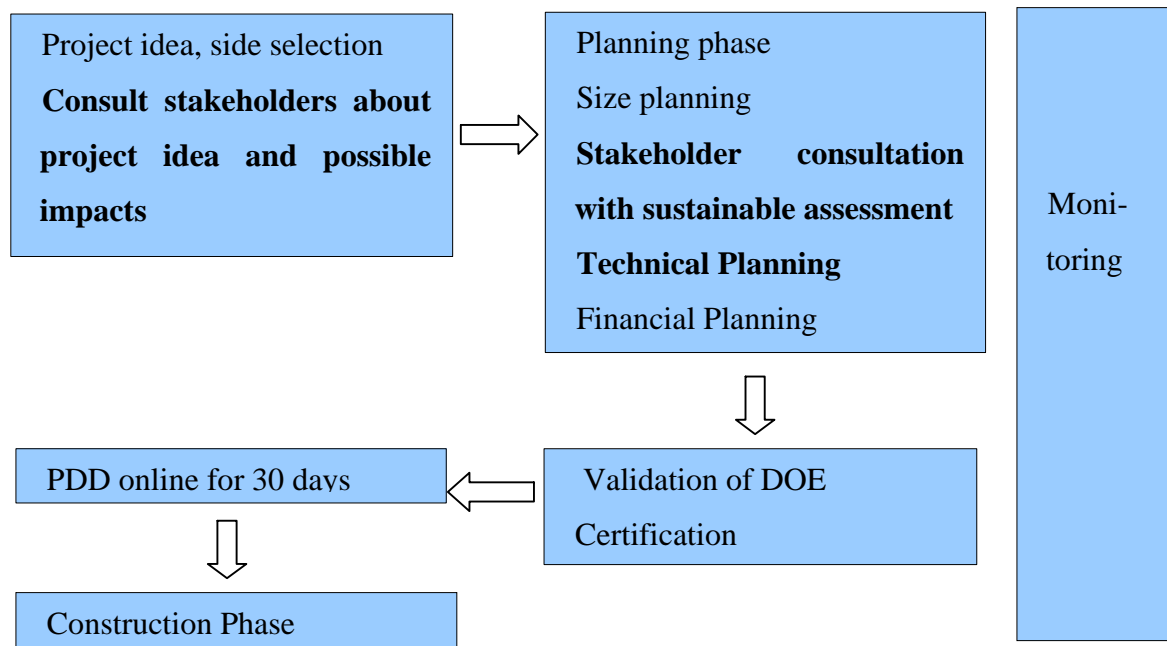 Project idea, side selection
Consult stakeholders about
project idea and possible
impacts
Planning phase
Size planning
Stakeholder consultation
with sustainable assessment
Technical Planning
Financial Planning
Moni-
toring
Validation of DOE
Certification
PDD online for 30 days
Construction Phase